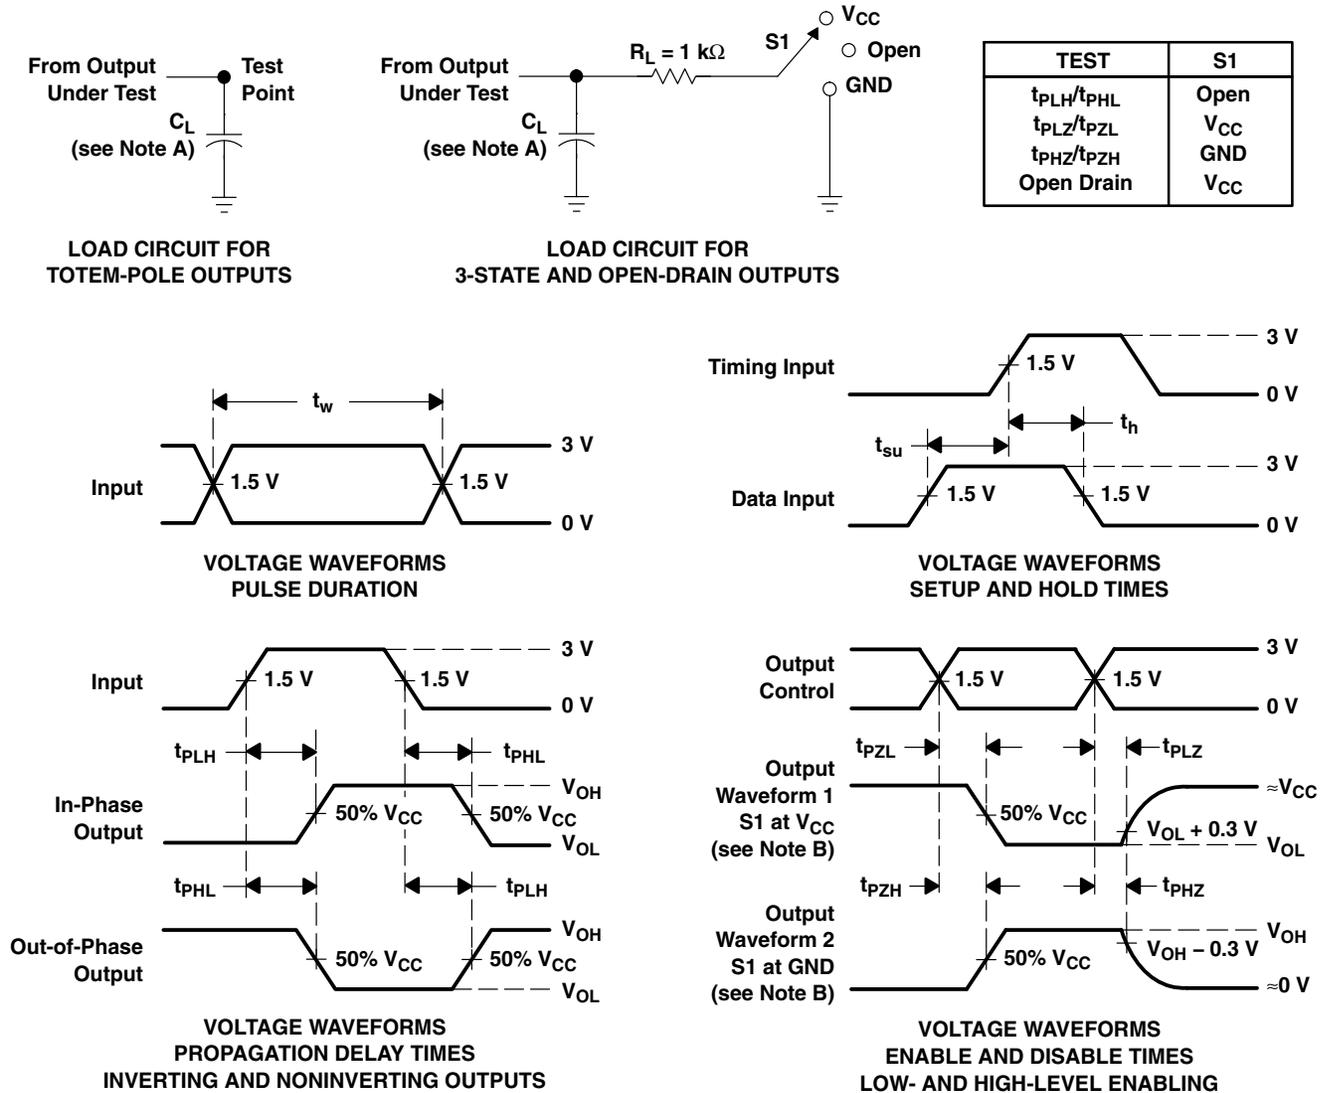 From Output
Under Test
Test
Point
CL
(see Note A)
LOAD CIRCUIT FOR
TOTEM-POLE OUTPUTS
From Output
Under Test
CL
(see Note A)
RL = 1 kΩ
S1
VCC
Open
GND
LOAD CIRCUIT FOR
3-STATE AND OPEN-DRAIN OUTPUTS
TEST S1
tPLH/tPHL Open
tPLZ/tPZL VCC
tPHZ/tPZH GND
Open Drain VCC
tw
Input
1.5 V
1.5 V
3 V
0 V
VOLTAGE WAVEFORMS
PULSE DURATION
Timing Input
1.5 V
3 V
0 V
th
tsu
Data Input
1.5 V
1.5 V
3 V
0 V
VOLTAGE WAVEFORMS
SETUP AND HOLD TIMES
Input
1.5 V
1.5 V
3 V
0 V
tPLH
tPHL
In-Phase
Output
50% VCC
50% VCC
VOH
VOL
tPHL
tPLH
Out-of-Phase
Output
50% VCC
50% VCC
VOH
VOL
VOLTAGE WAVEFORMS
PROPAGATION DELAY TIMES
INVERTING AND NONINVERTING OUTPUTS
Output
Control
1.5 V
1.5 V
3 V
0 V
tPZL
tPLZ
Output
Waveform 1
S1 at VCC
(see Note B)
50% VCC
VOL + 0.3 V
≈VCC
VOL
tPZH
tPHZ
Output
Waveform 2
S1 at GND
(see Note B)
50% VCC
VOH − 0.3 V
VOH
≈0 V
VOLTAGE WAVEFORMS
ENABLE AND DISABLE TIMES
LOW- AND HIGH-LEVEL ENABLING